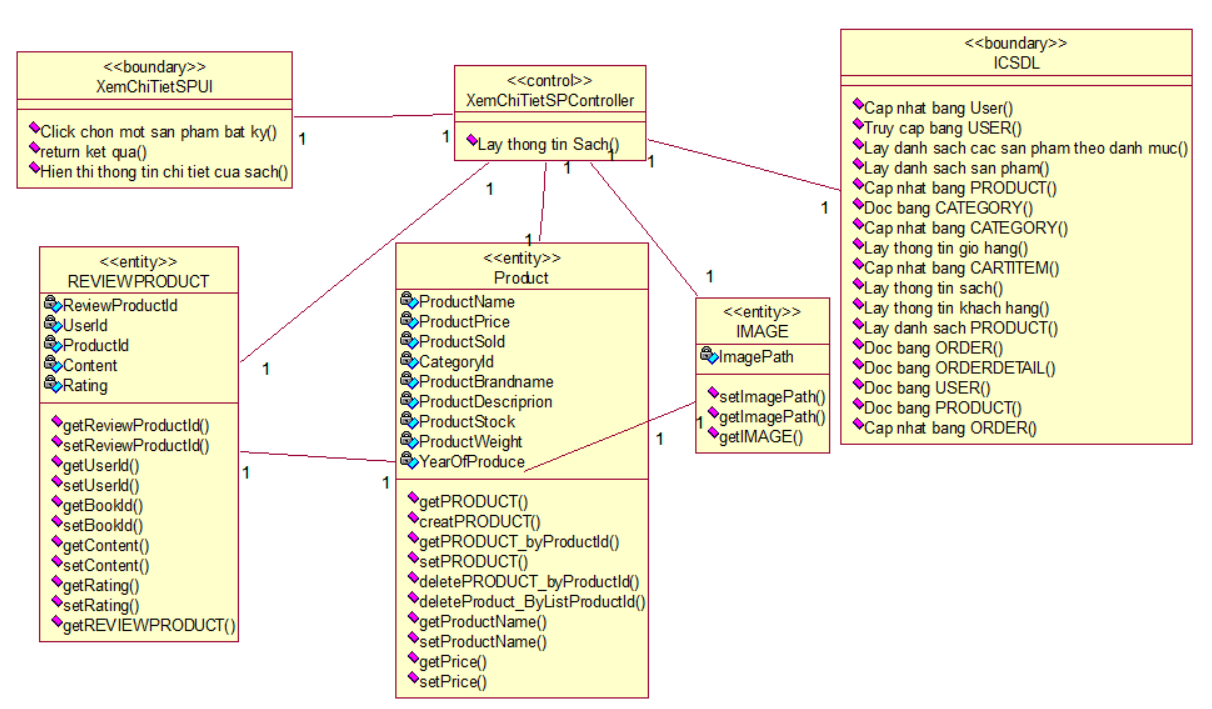 <<boundary>>
XemChiTietSPUI
Click chon mot san pham bat ky()
return ket qua()
Hien thi thong tin chi tiet cua sach()
1
1
<<control>>
XemChiTietSPController
Lay thong tin Sach()
1
1
1
1
<<boundary>>
ICSDL
Cap nhat bang User()
Truy cap bang USER()
Lay danh sach cac san pham theo danh muc()
Lay danh sach san pham()
Cap nhat bang PRODUCT()
Doc bang CATEGORY()
Cap nhat bang CATEGORY()
Lay thong tin gio hang()
Cap nhat bang CARTITEM()
Lay thong tin sach()
Lay thong tin khach hang()
Lay danh sach PRODUCT()
Doc bang ORDER()
Doc bang ORDERDETAIL()
Doc bang USER()
Doc bang PRODUCT()
Cap nhat bang ORDER()
1
<<entity>>
REVIEWPRODUCT
ReviewProductId
UserId
ProductId
Content
Rating
getReviewProductId()
setReviewProductId()
getUserId()
setUserId()
getBookId()
setBookId()
getContent()
setContent()
getRating()
setRating()
getREVIEWPRODUCT()
1
1
1
1
<<entity>>
Product
ProductName
ProductPrice
ProductSold
CategoryId
ProductBrandname
ProductDescriprion
ProductStock
ProductWeight
YearOfProduce
getPRODUCT()
creatPRODUCT()
getPRODUCT_byProductId()
setPRODUCT()
deletePRODUCT_byProductId()
deleteProduct_ByListProductId()
getProductName()
setProductName()
getPrice()
setPrice()
1
1
1
<<entity>>
IMAGE
ImagePath
setImagePath()
getImagePath()
getIMAGE()